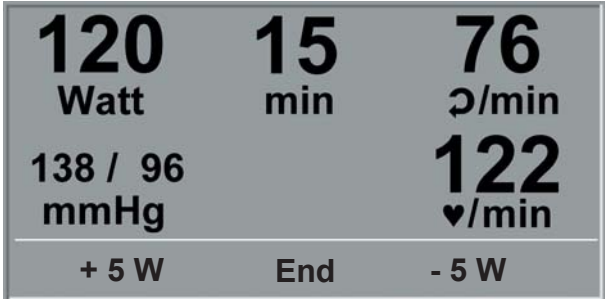 120 15 76
Watt min ↻/min
138 / 96 122
mmHg ♥/min
+ 5 W End - 5 W